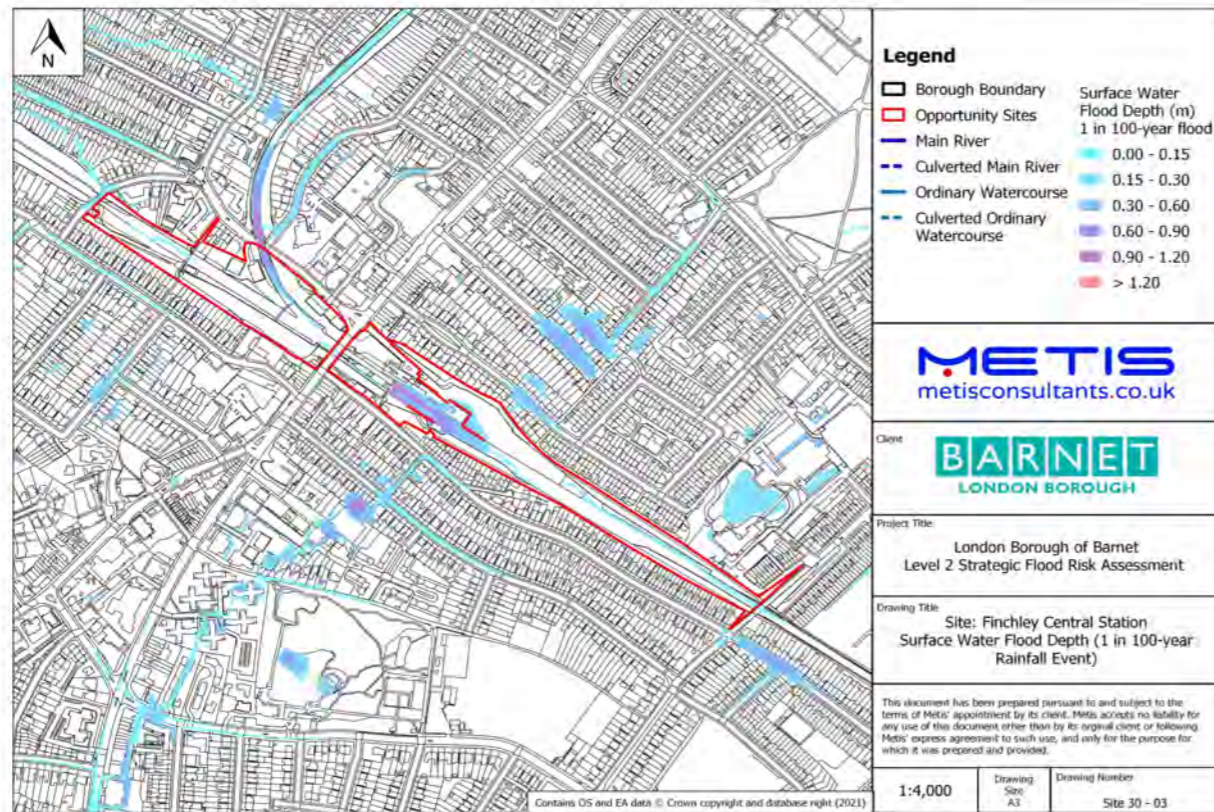 N
Legend
Borough Boundary
Opportunity Sites
Main River
Culverted Main River
Ordinary Watercourse
Culverted Ordinary
Watercourse
Surface Water
Flood Depth (m)
1 in 100-year flood
0.00 - 0.15
0.15 - 0.30
0.30 - 0.60
0.60 - 0.90
0.90 - 1.20
> 1.20
METIS
metisconsultants.co.uk
Client
BARNET
LONDON BOROUGH
Project Title
London Borough of Barnet
Level 2 Strategic Flood Risk Assessment
Drawing Title
Site: Finchley Central Station
Surface Water Flood Depth (1 in 100-year
Rainfall Event)
This document has been prepared pursuant to and subject to the
terms of Metis' appointment by its client. Metis accepts no liability for
any use of this document other than by its original client or following
Metis' express agreement to such use, and only for the purpose for
which it was prepared and provided.
1:4,000
Drawing
Size
A3
Drawing Number
Site 30 - 03
Contains OS and EA data © Crown copyright and database right (2021)